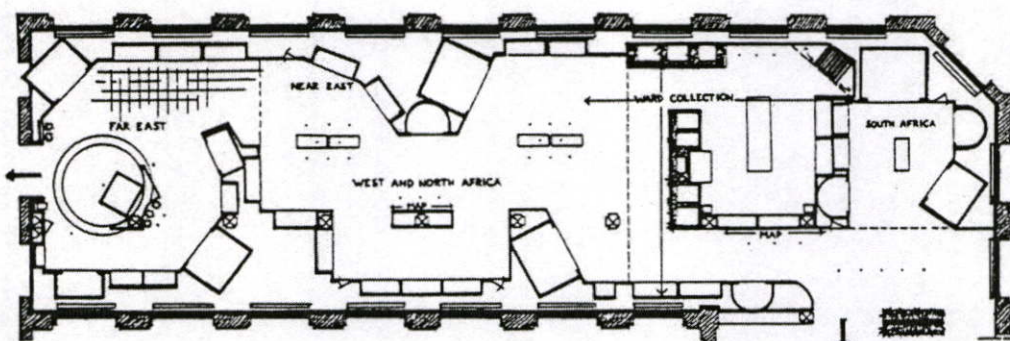 FAR EAST
NEAR EAST
WARD COLLECTION
SOUTH AFRICA
WEST AND NORTH AFRICA
MAP
MAP